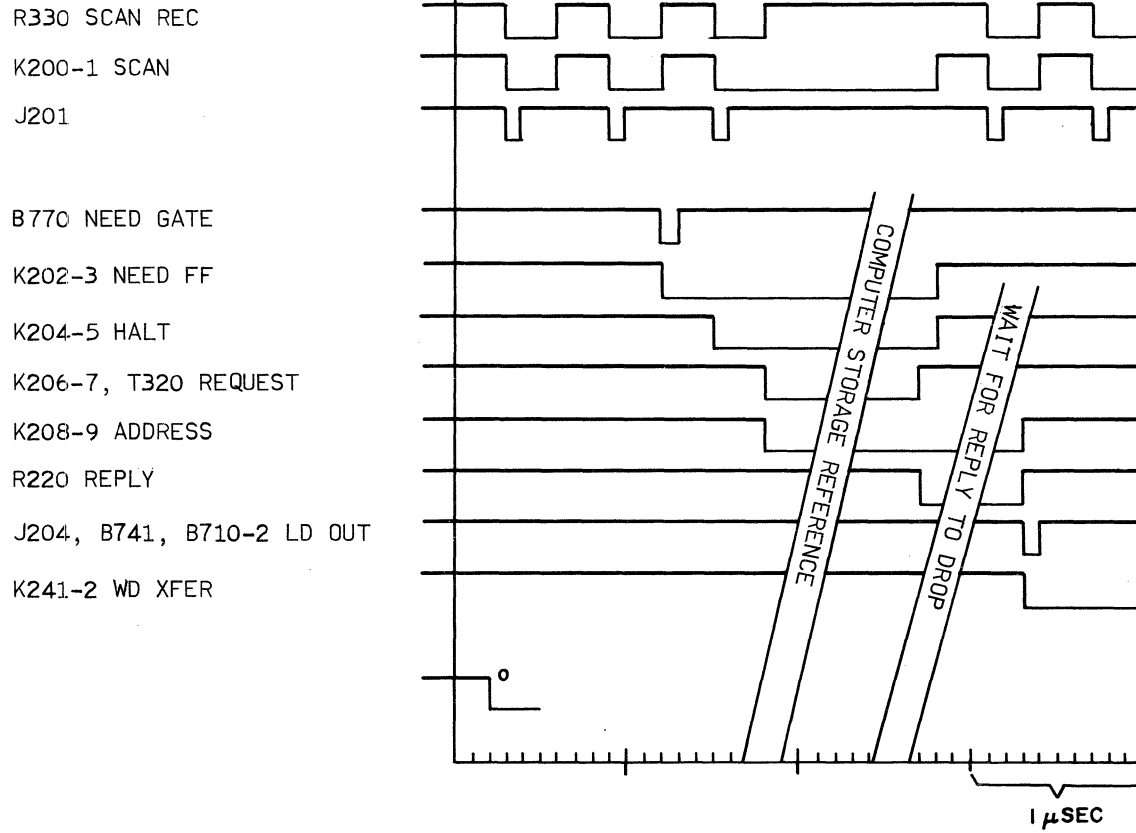 R330 SCAN REC
K200-1 SCAN
J201
B770 NEED GATE
K202-3 NEED FF
K204-5 HALT
K206-7, T320 REQUEST
K208-9 ADDRESS
R220 REPLY
J204, B741, B710-2 LD OUT
K241-2 WD XFER
COMPUTER STORAGE REFERENCE
WAIT FOR REPLY TO DROP
0
1 μSEC